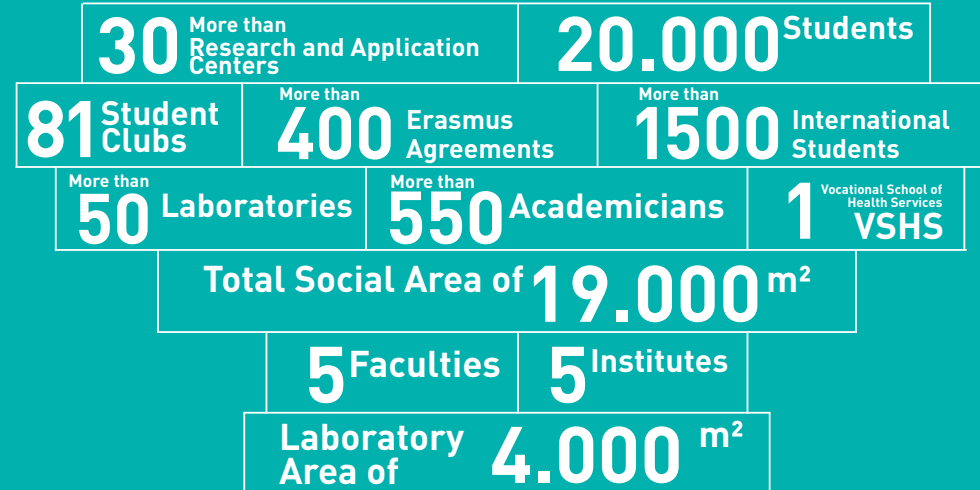 30 More than
Research and Application
Centers
20.000 Students
81 Student
Clubs
More than
400 Erasmus
Agreements
More than
1500 International
Students
More than
50 Laboratories
More than
550 Academicians
1 Vocational School of
Health Services
VSHS
Total Social Area of 19.000 m²
5 Faculties
5 Institutes
Laboratory
Area of 4.000 m²